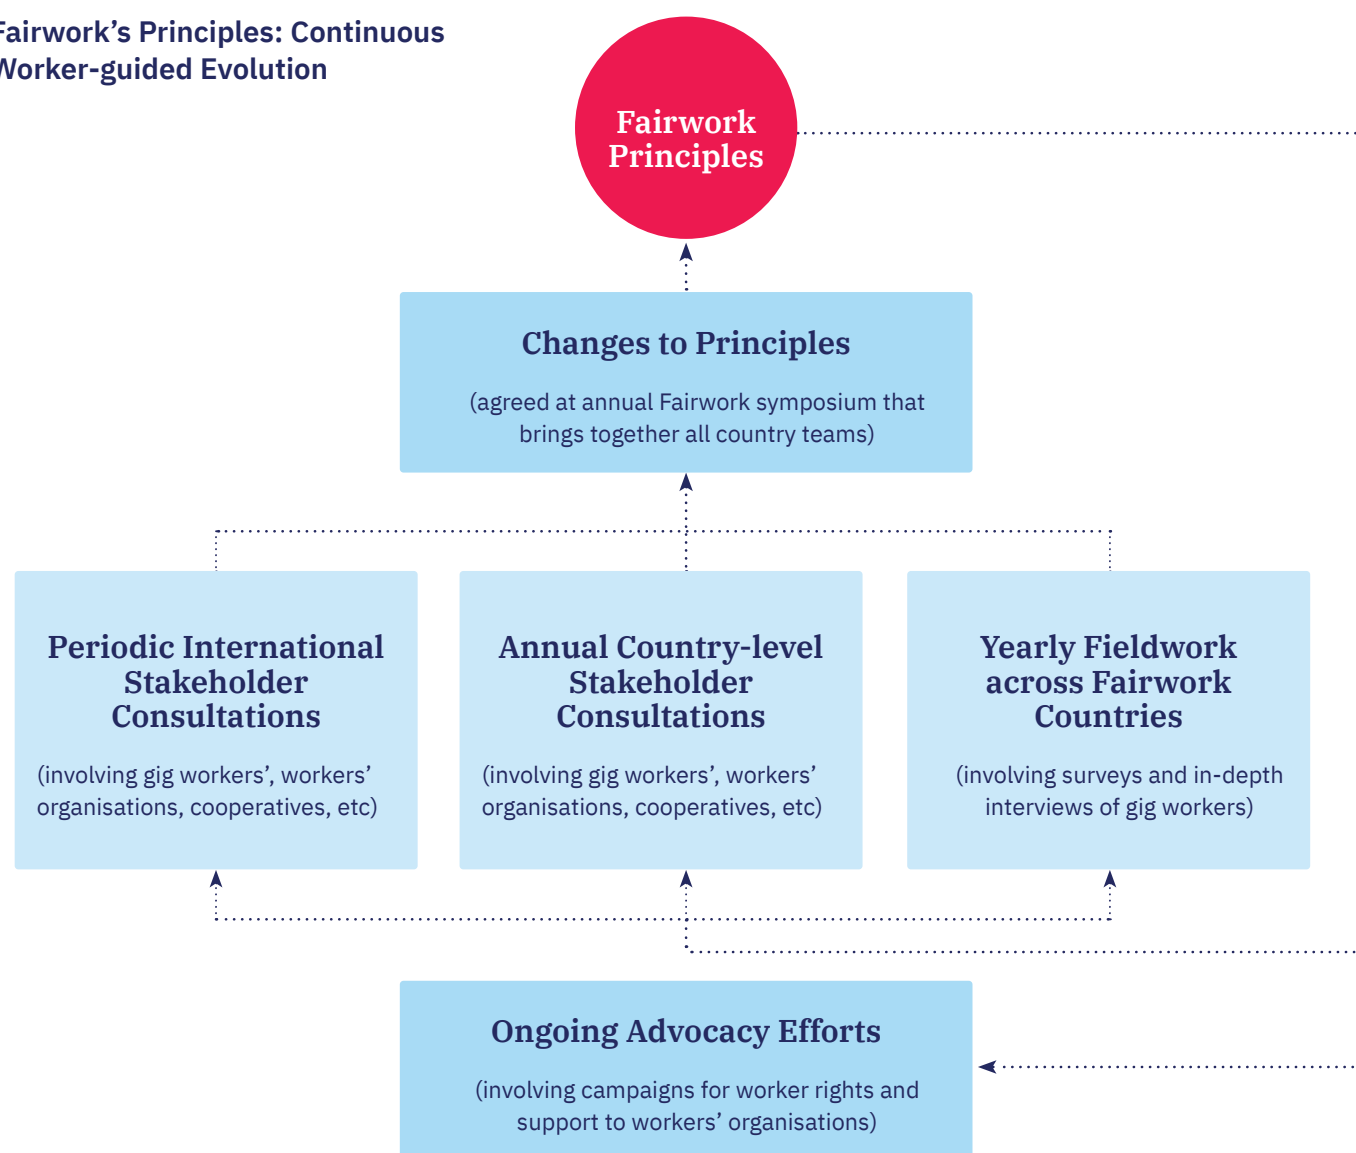 Fairwork’s Principles: Continuous
Worker-guided Evolution
Fairwork
Principles
Changes to Principles
(agreed at annual Fairwork symposium that
brings together all country teams)
Periodic International
Stakeholder
Consultations
(involving gig workers’, workers’
organisations, cooperatives, etc)
Annual Country-level
Stakeholder
Consultations
(involving gig workers’, workers’
organisations, cooperatives, etc)
Yearly Fieldwork
across Fairwork
Countries
(involving surveys and in-depth
interviews of gig workers)
Ongoing Advocacy Efforts
(involving campaigns for worker rights and
support to workers’ organisations)